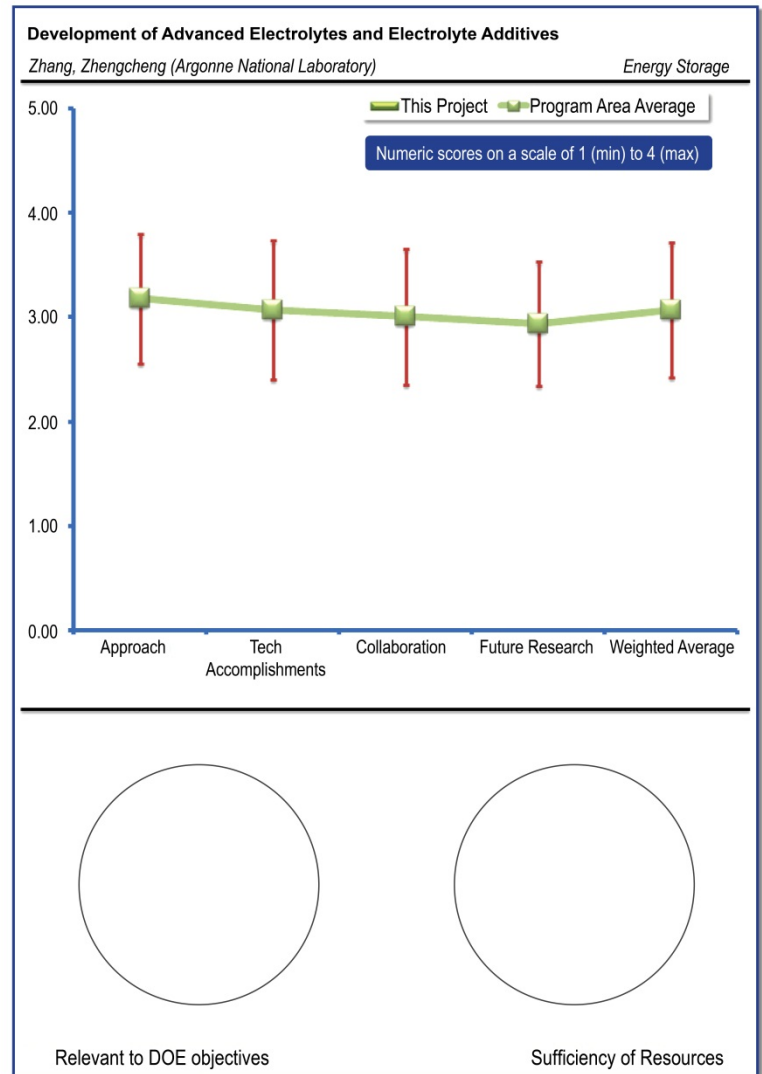 Development of Advanced Electrolytes and Electrolyte Additives
Zhang, Zhengcheng (Argonne National Laboratory) Energy Storage
5.00
This Project Program Area Average
Numeric scores on a scale of 1 (min) to 4 (max)
4.00
3.00
2.00
1.00
0.00
Approach Tech Collaboration Future Research Weighted Average
Accomplishments
Relevant to DOE objectives Sufficiency of Resources